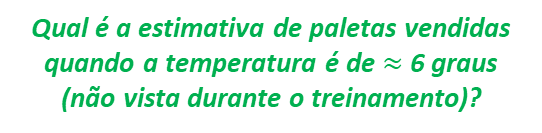 Qual é a estimativa de paletas vendidas
quando a temperatura é de ≈ 6 graus
(não vista durante o treinamento)?